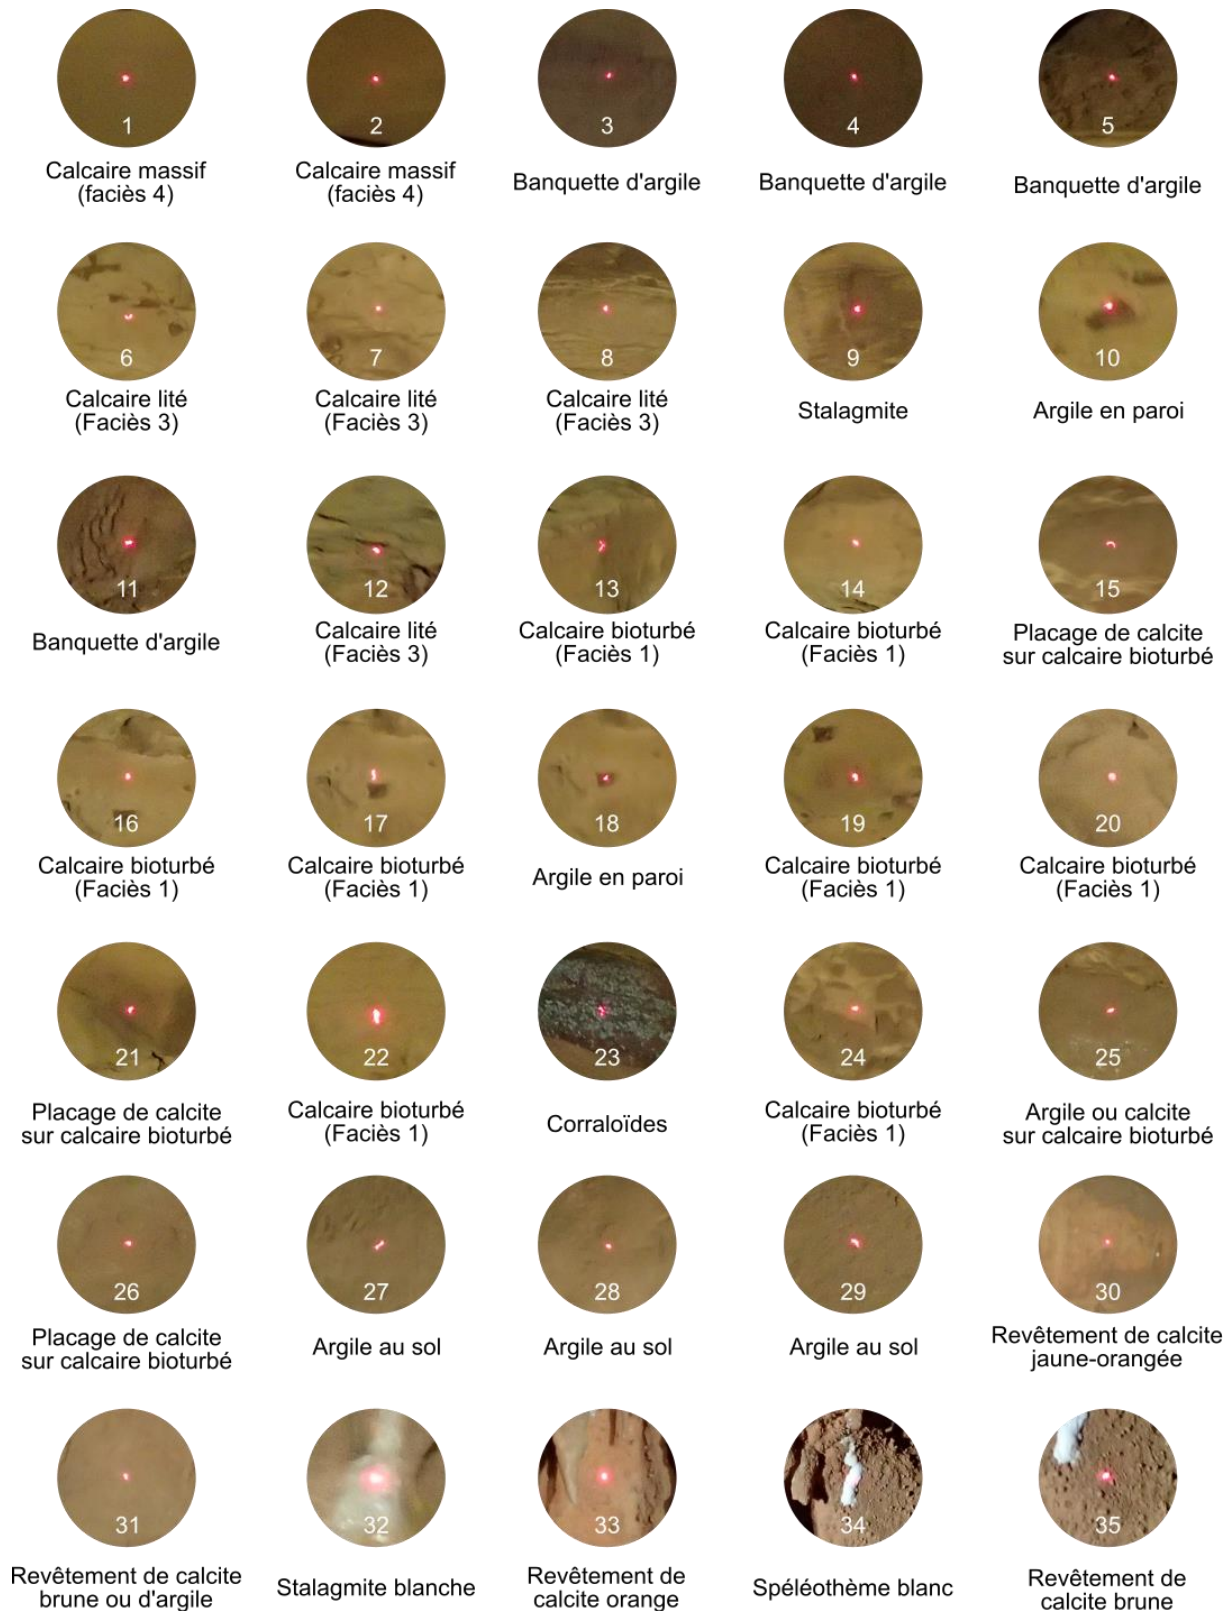 1
2
3
4
5
Calcaire massif
(faciès 4)
Calcaire massif
(faciès 4)
Banquette d'argile
Banquette d'argile
Banquette d'argile
6
7
8
9
10
Calcaire lité
(Faciès 3)
Calcaire lité
(Faciès 3)
Calcaire lité
(Faciès 3)
Stalagmite
Argile en paroi
11
12
13
14
15
Banquette d'argile
Calcaire lité
(Faciès 3)
Calcaire bioturbé
(Faciès 1)
Calcaire bioturbé
(Faciès 1)
Placage de calcite
sur calcaire bioturbé
16
17
18
19
20
Calcaire bioturbé
(Faciès 1)
Calcaire bioturbé
(Faciès 1)
Argile en paroi
Calcaire bioturbé
(Faciès 1)
Calcaire bioturbé
(Faciès 1)
21
22
23
24
25
Placage de calcite
sur calcaire bioturbé
Calcaire bioturbé
(Faciès 1)
Corraloïdes
Calcaire bioturbé
(Faciès 1)
Argile ou calcite
sur calcaire bioturbé
26
27
28
29
30
Placage de calcite
sur calcaire bioturbé
Argile au sol
Argile au sol
Argile au sol
Revêtement de calcite
jaune-orangée
31
32
33
34
35
Revêtement de calcite
brune ou d'argile
Stalagmite blanche
Revêtement de
calcite orange
Spéléothème blanc
Revêtement de
calcite brune